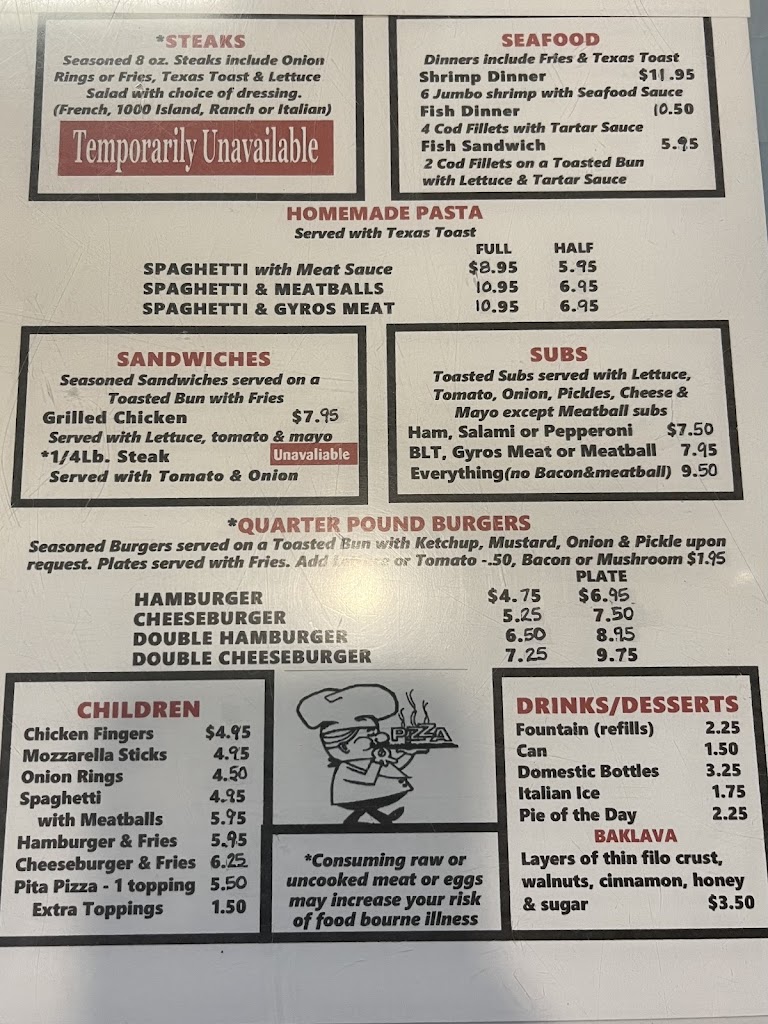 *STEAKS
Seasoned 8 oz. Steaks include Onion
Rings or Fries, Texas Toast & Lettuce
Salad with choice of dressing.
(French, 1000 Island, Ranch or Italian)
Temporarily Unavailable
SEAFOOD
Dinners include Fries & Texas Toast
Shrimp Dinner $11.95
6 Jumbo shrimp with Seafood Sauce
Fish Dinner 10.50
4 Cod Fillets with Tartar Sauce
Fish Sandwich 5.95
2 Cod Fillets on a Toasted Bun
with Lettuce & Tartar Sauce
HOMEMADE PASTA
Served with Texas Toast
FULL HALF
SPAGHETTI with Meat Sauce $8.95 5.95
SPAGHETTI & MEATBALLS 10.95 6.95
SPAGHETTI & GYROS MEAT 10.95 6.95
SANDWICHES
Seasoned Sandwiches served on a
Toasted Bun with Fries
Grilled Chicken $7.95
Served with Lettuce, tomato & mayo
*1/4Lb. Steak Unavaliable
Served with Tomato & Onion
SUBS
Toasted Subs served with Lettuce,
Tomato, Onion, Pickles, Cheese &
Mayo except Meatball subs
Ham, Salami or Pepperoni $7.50
BLT, Gyros Meat or Meatball 7.95
Everything(no Bacon&meatball) 9.50
*QUARTER POUND BURGERS
Seasoned Burgers served on a Toasted Bun with Ketchup, Mustard, Onion & Pickle upon
request. Plates served with Fries. Add Lettuce or Tomato -.50, Bacon or Mushroom $1.95
PLATE
HAMBURGER $4.75 $6.95
CHEESEBURGER 5.25 7.50
DOUBLE HAMBURGER 6.50 8.95
DOUBLE CHEESEBURGER 7.25 9.75
CHILDREN
Chicken Fingers $4.95
Mozzarella Sticks 4.95
Onion Rings 4.50
Spaghetti 4.95
with Meatballs 5.95
Hamburger & Fries 5.95
Cheeseburger & Fries 6.25
Pita Pizza - 1 topping 5.50
Extra Toppings 1.50
PIZZA
*Consuming raw or
uncooked meat or eggs
may increase your risk
of food bourne illness
DRINKS/DESSERTS
Fountain (refills) 2.25
Can 1.50
Domestic Bottles 3.25
Italian Ice 1.75
Pie of the Day 2.25
BAKLAVA
Layers of thin filo crust,
walnuts, cinnamon, honey
& sugar $3.50